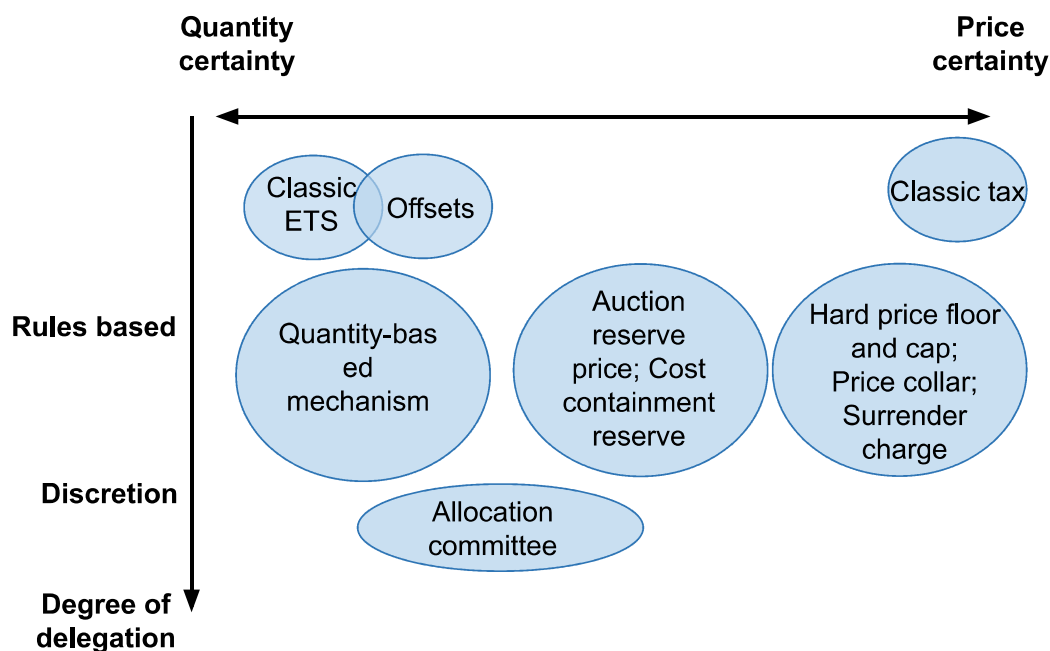 Quantity
certainty
Price
certainty
Classic
ETS
Offsets
Classic tax
Rules based
Quantity-bas
ed
mechanism
Auction
reserve
price; Cost
containment
reserve
Hard price floor
and cap;
Price collar;
Surrender
charge
Discretion
Allocation
committee
Degree of
delegation